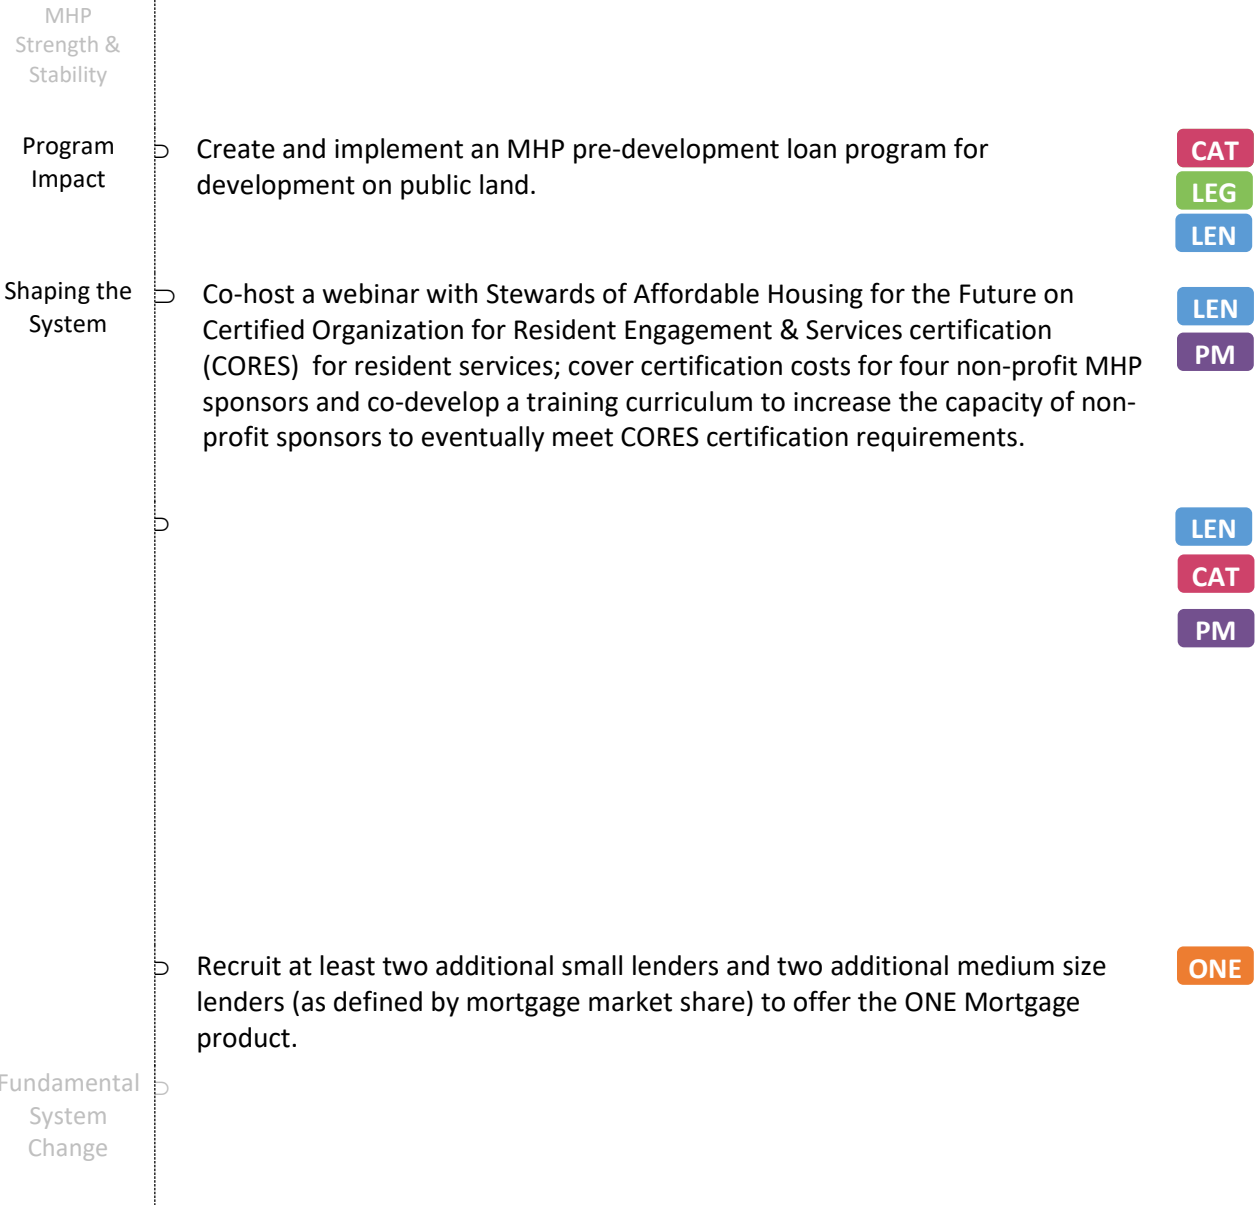 MHP
Strength &
Stability
Program
Impact
Create and implement an MHP pre-development loan program for
development on public land.
CAT
LEG
LEN
Shaping the
System
Co-host a webinar with Stewards of Affordable Housing for the Future on
Certified Organization for Resident Engagement & Services certification
(CORES)  for resident services; cover certification costs for four non-profit MHP
sponsors and co-develop a training curriculum to increase the capacity of non-
profit sponsors to eventually meet CORES certification requirements.
LEN
PM
LEN
CAT
PM
Recruit at least two additional small lenders and two additional medium size
lenders (as defined by mortgage market share) to offer the ONE Mortgage
product.
ONE
Fundamental
System
Change